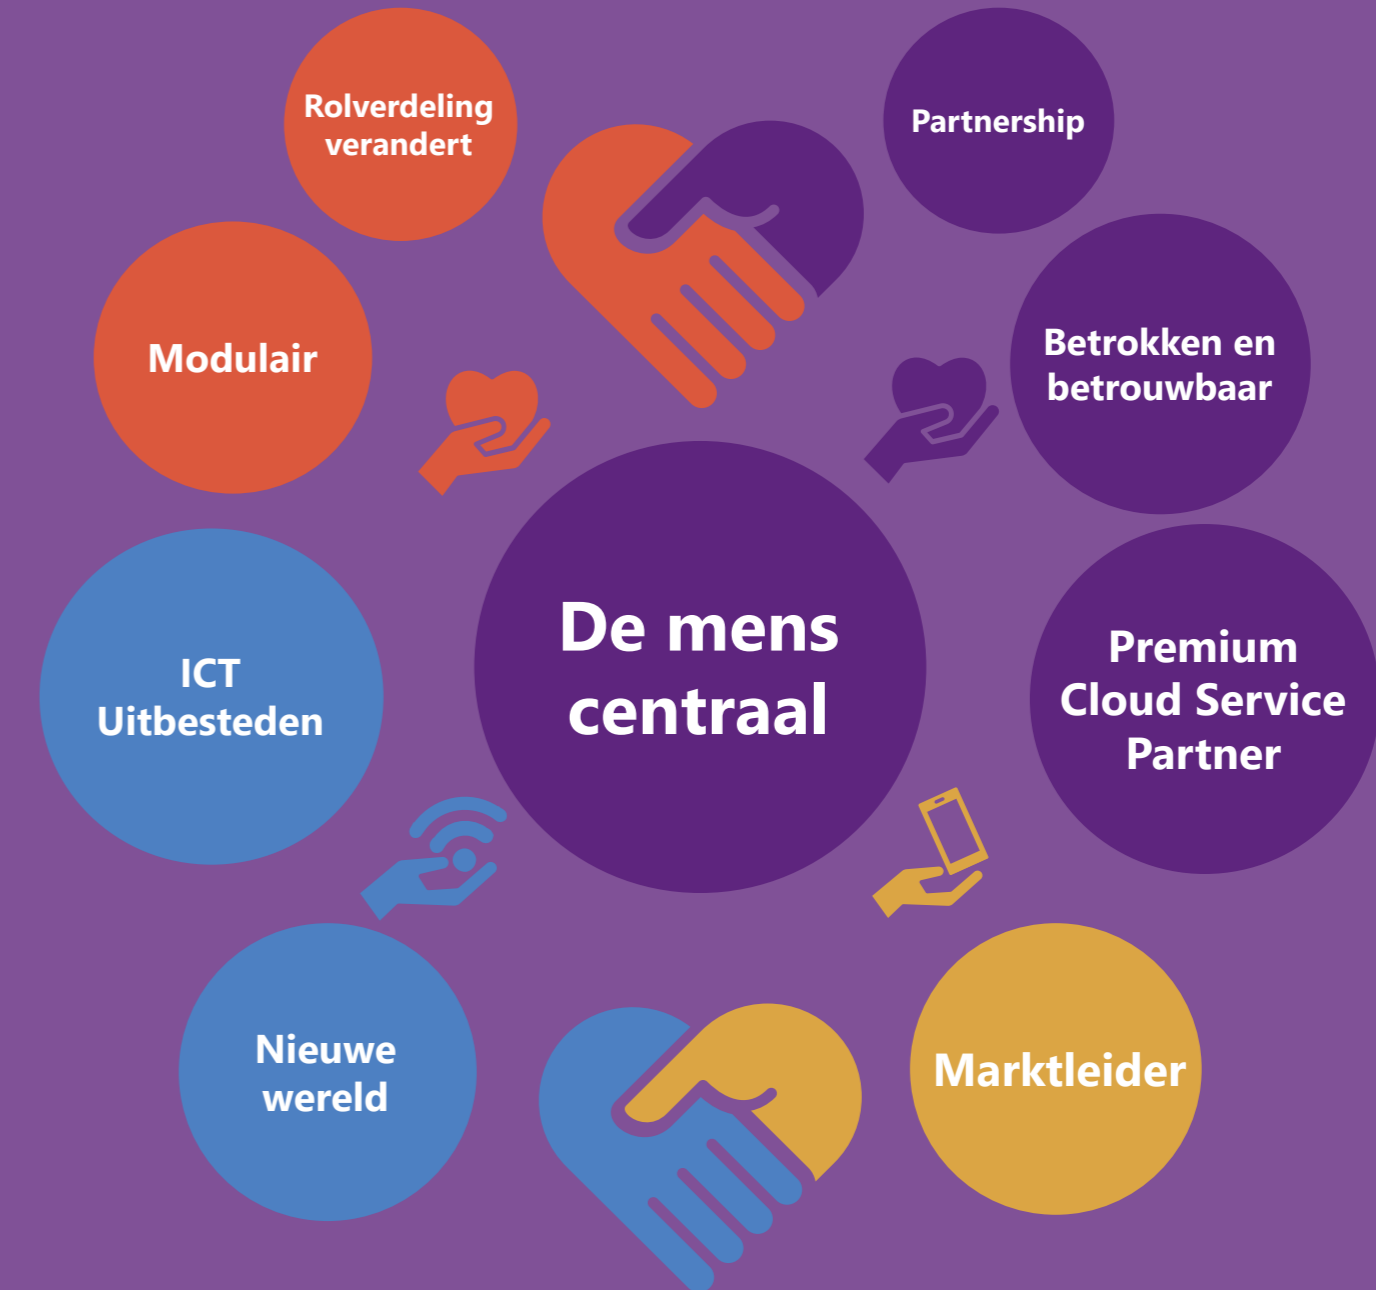 Rolverdeling
verandert
Partnership
Modulair
Betrokken en
betrouwbaar
De mens
centraal
ICT
Uitbesteden
Premium
Cloud Service
Partner
Nieuwe
wereld
Marktleider